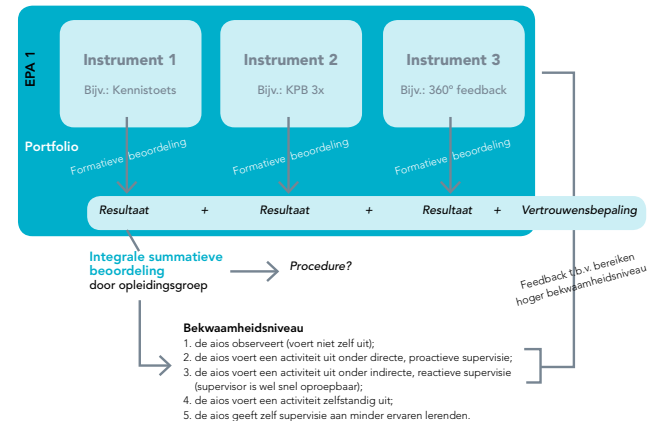 EPA 1
Instrument 1
Bijv.: Kennistoets
Instrument 2
Bijv.: KPB 3x
Instrument 3
Bijv.: 360° feedback
Portfolio
Formatieve beoordeling
Formatieve beoordeling
Formatieve beoordeling
Resultaat + Resultaat + Resultaat + Vertrouwensbepaling
Integrale summatieve
beoordeling
door opleidingsgroep
Procedure?
Feedback t.b.v. bereiken
hoger bekwaamheidsniveau
Bekwaamheidsniveau
1. de aios observeert (voert niet zelf uit);
2. de aios voert een activiteit uit onder directe, proactieve supervisie;
3. de aios voert een activiteit uit onder indirecte, reactieve supervisie
(supervisor is wel snel oproepbaar);
4. de aios voert een activiteit zelfstandig uit;
5. de aios geeft zelf supervisie aan minder ervaren lerenden.